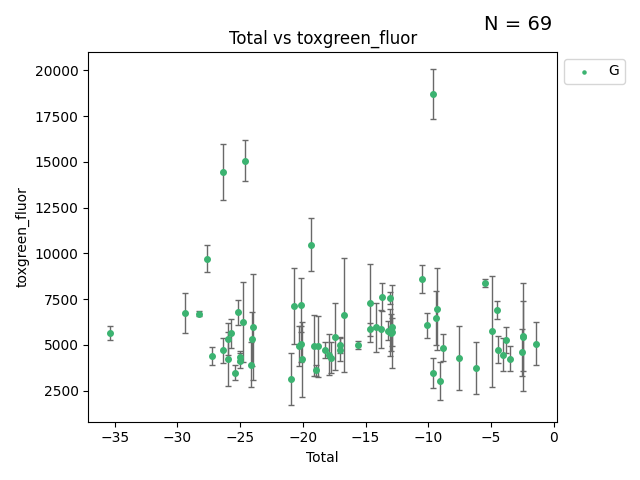 N = 69
Total vs toxgreen_fluor
G
toxgreen_fluor
20000
17500
15000
12500
10000
7500
5000
2500
−35 −30 −25 −20 −15 −10 −5 0
Total